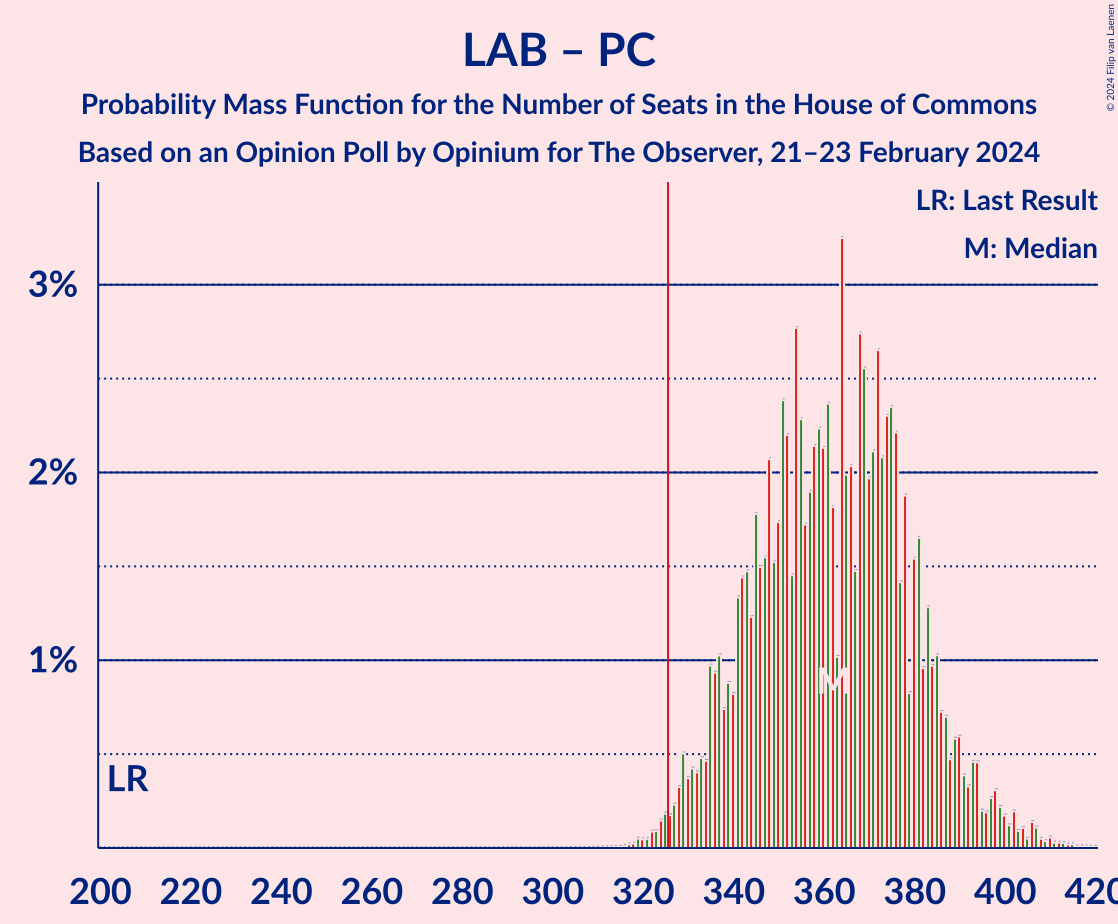 LAB – PC
Probability Mass Function for the Number of Seats in the House of Commons
Based on an Opinion Poll by Opinium for The Observer, 21–23 February 2024
© 2024 Filip van Laenen
LR: Last Result
M: Median
3%
2%
1%
M
LR
200 220 240 260 280 300 320 340 360 380 400 420